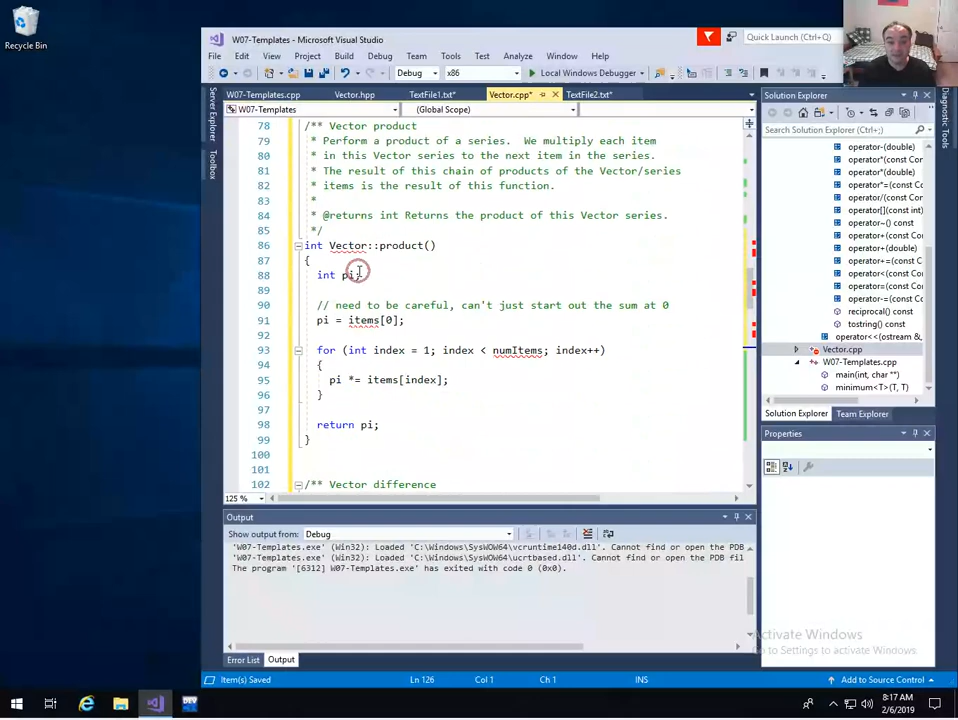 Recycle Bin
W07-Templates - Microsoft Visual Studio
Quick Launch (Ctrl+
File Edit View Project Build Debug Team Tools Test Analyze Window Help
Debug x86 Local Windows Debugger
Server Explorer
Toolbox
W07-Templates.cpp Vector.hpp TextFile1.txt* Vector.cpp* TextFile2.txt*
W07-Templates (Global Scope)
78 /** Vector product
79 * Perform a product of a series. We multiply each item
80 * in this Vector series to the next item in the series.
81 * The result of this chain of products of the Vector/series
82 * items is the result of this function.
83 *
84 * @returns int Returns the product of this Vector series.
85 */
86 int Vector::product()
87 {
88 int pi;
89
90 // need to be careful, can't just start out the sum at 0
91 pi = items[0];
92
93 for (int index = 1; index < numItems; index++)
94 {
95 pi *= items[index];
96 }
97
98 return pi;
99 }
100
101
102 /** Vector difference
125 %
Solution Explorer
Search Solution Explorer (Ctrl+;)
operator-(double)
operator*(const Co
operator*(double)
operator*=(const C
operator/(const Co
operator[](const int)
operator~() const
operator+(double)
operator+(const Co
operator+=(const
operator=(const Co
reciprocal() const
tostring() const
operator<<(ostream &,
Vector.cpp
W07-Templates.cpp
main(int, char **)
minimum<T>(T, T)
Solution Explorer Team Explorer
Diagnostic Tools
Properties
Output
Show output from: Debug
'W07-Templates.exe' (Win32): Loaded 'C:\Windows\SysWOW64\vcruntime140d.dll'. Cannot find or open the PDB
'W07-Templates.exe' (Win32): Loaded 'C:\Windows\SysWOW64\ucrtbased.dll'. Cannot find or open the PDB fil
The program '[6312] W07-Templates.exe' has exited with code 0 (0x0).
Error List Output
Activate Windows
Go to Settings to activate Windows
Item(s) Saved Ln 126 Col 1 Ch 1 INS Add to Source Control
DEV
8:17 AM
2/6/2019